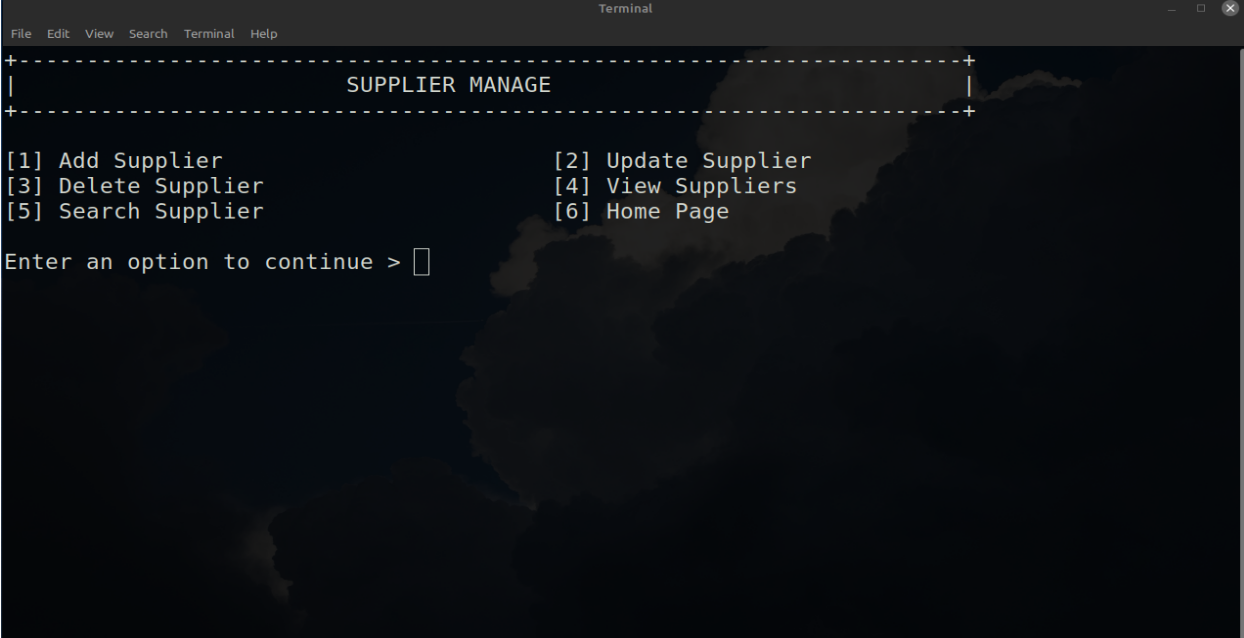 Terminal
File Edit View Search Terminal Help
+---------------------------------------------------------------------+
| SUPPLIER MANAGE |
+---------------------------------------------------------------------+
[1] Add Supplier [2] Update Supplier
[3] Delete Supplier [4] View Suppliers
[5] Search Supplier [6] Home Page
Enter an option to continue >